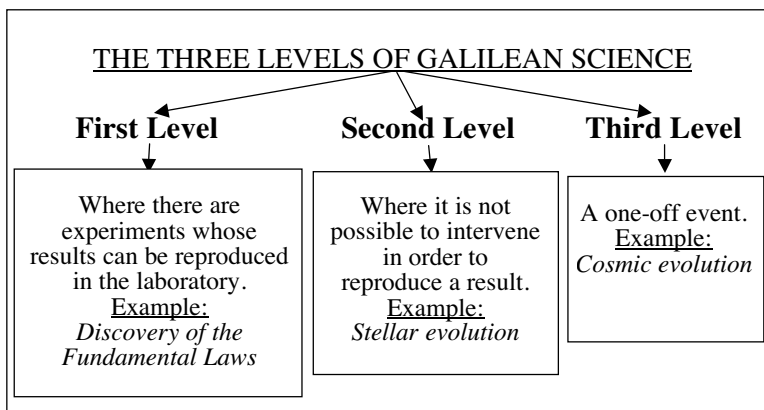 THE THREE LEVELS OF GALILEAN SCIENCE
First Level
Second Level
Third Level
Where there are
experiments whose
results can be reproduced
in the laboratory.
Example:
Discovery of the
Fundamental Laws
Where it is not
possible to intervene
in order to
reproduce a result.
Example:
Stellar evolution
A one-off event.
Example:
Cosmic evolution